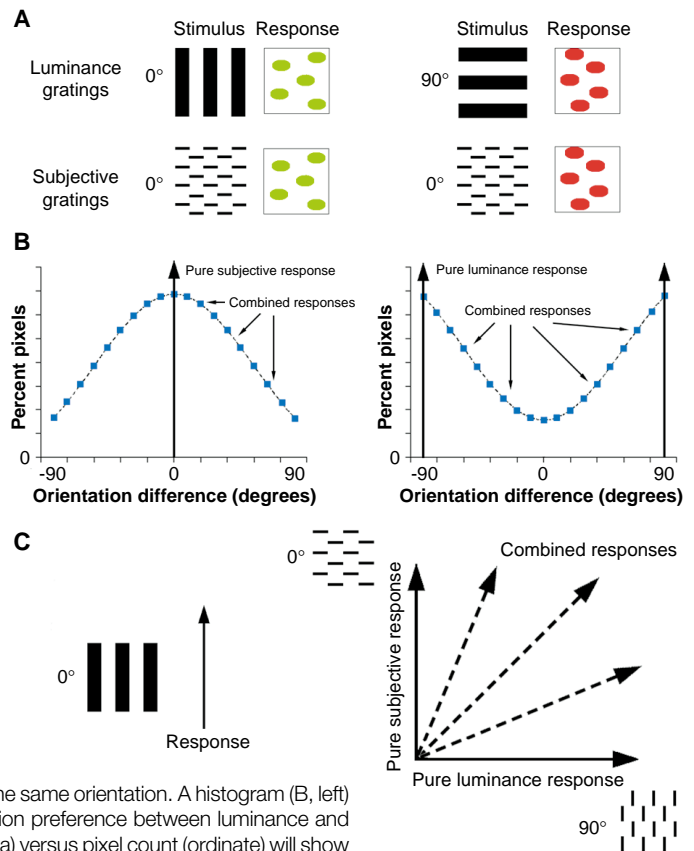 A
Stimulus Response
Stimulus Response
Luminance
gratings
0°
90°
Subjective
gratings
0°
0°
B
Pure subjective response
Combined responses
Percent pixels
0
-90 0 90
Orientation difference (degrees)
Pure luminance response
Combined responses
Percent pixels
0
-90 0 90
Orientation difference (degrees)
C
0°
0°
Response
Combined responses
Pure subjective response
Pure luminance response
90°
ne same orientation. A histogram (B, left)
ion preference between luminance and
a) versus pixel count (ordinate) will show